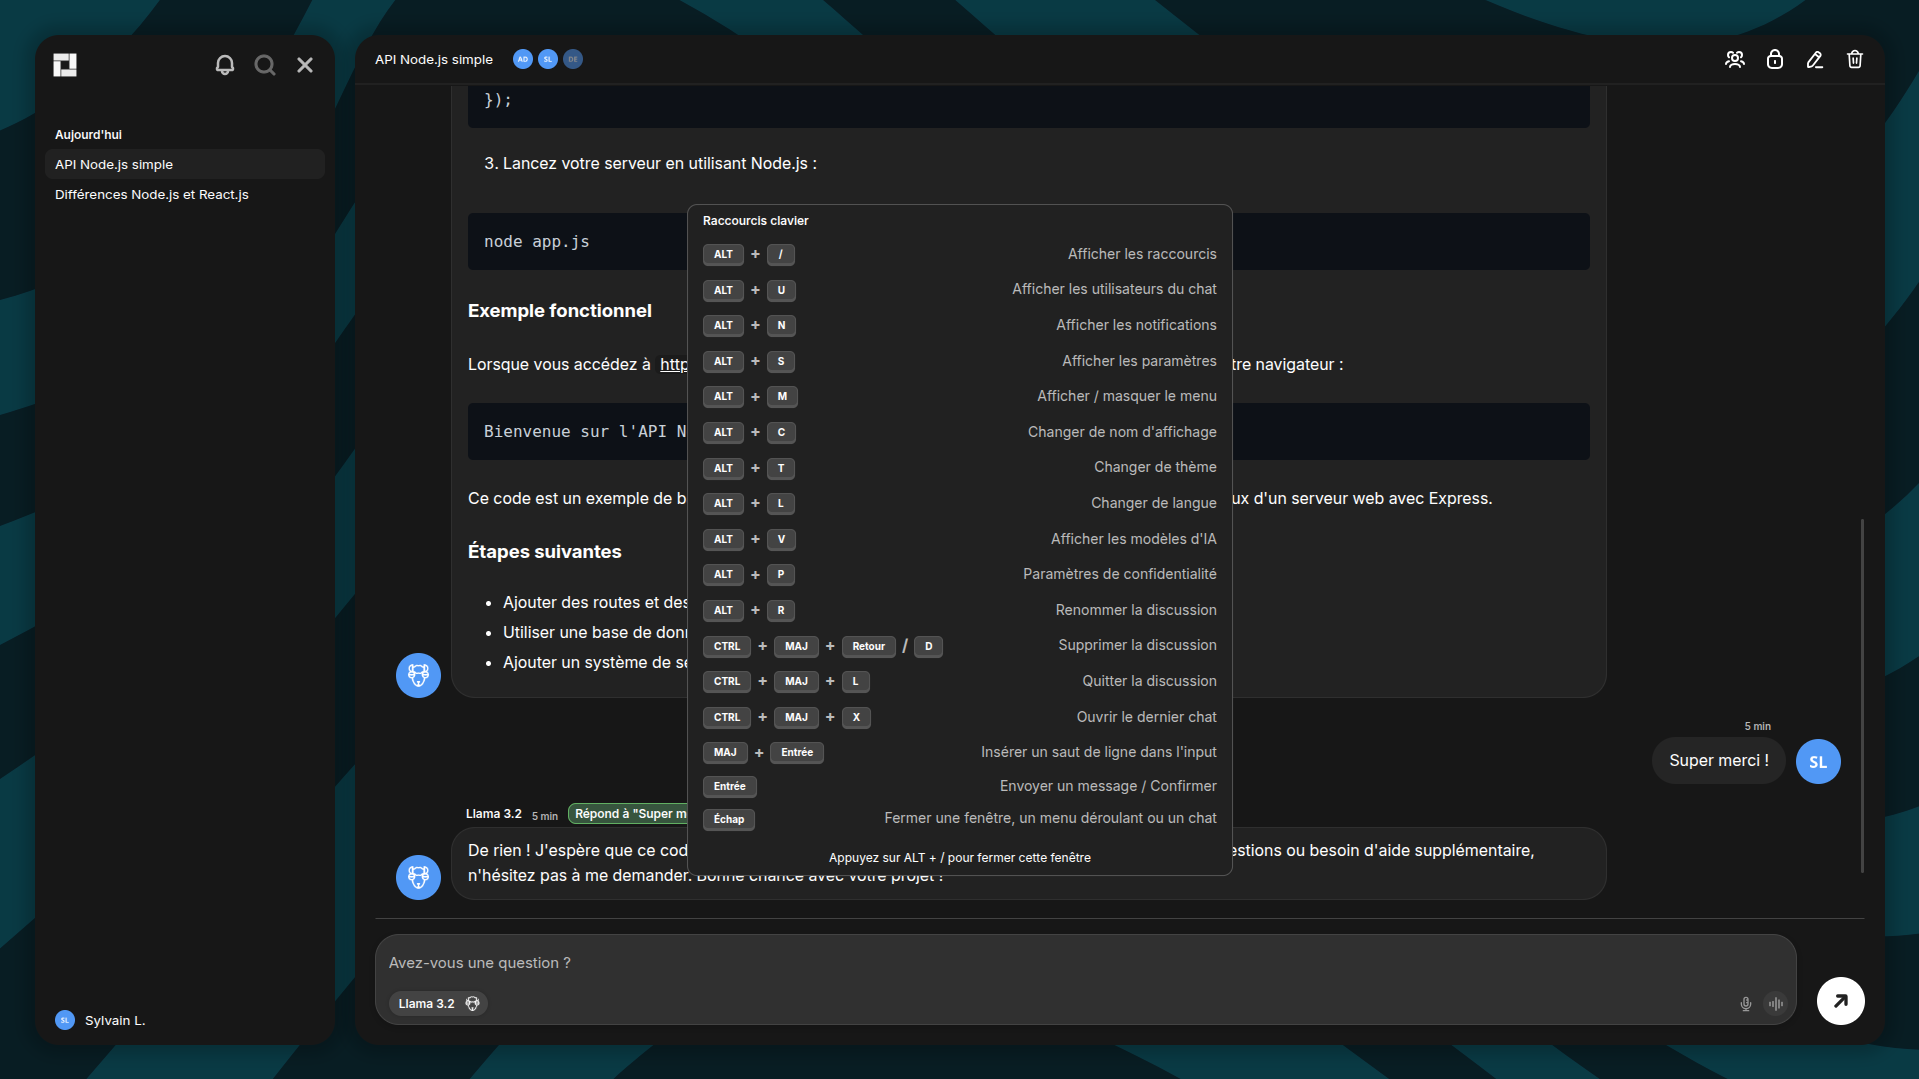 API Node.js simple
AD
SL
DE
Aujourd'hui
API Node.js simple
Différences Node.js et React.js
});
3. Lancez votre serveur en utilisant Node.js :
node app.js
Exemple fonctionnel
Lorsque vous accédez à http
tre navigateur :
Bienvenue sur l'API N
Ce code est un exemple de b
ux d'un serveur web avec Express.
Étapes suivantes
• Ajouter des routes et des
• Utiliser une base de donn
• Ajouter un système de sé
Raccourcis clavier
ALT + / Afficher les raccourcis
ALT + U Afficher les utilisateurs du chat
ALT + N Afficher les notifications
ALT + S Afficher les paramètres
ALT + M Afficher / masquer le menu
ALT + C Changer de nom d'affichage
ALT + T Changer de thème
ALT + L Changer de langue
ALT + V Afficher les modèles d'IA
ALT + P Paramètres de confidentialité
ALT + R Renommer la discussion
CTRL + MAJ + Retour / D Supprimer la discussion
CTRL + MAJ + L Quitter la discussion
CTRL + MAJ + X Ouvrir le dernier chat
MAJ + Entrée Insérer un saut de ligne dans l'input
Entrée Envoyer un message / Confirmer
Échap Fermer une fenêtre, un menu déroulant ou un chat
Appuyez sur ALT + / pour fermer cette fenêtre
5 min
Super merci !
SL
Llama 3.2 5 min Répond à "Super m
De rien ! J'espère que ce cod
estions ou besoin d'aide supplémentaire,
n'hésitez pas à me demander. Bonne chance avec votre projet !
Avez-vous une question ?
Llama 3.2
SL
Sylvain L.